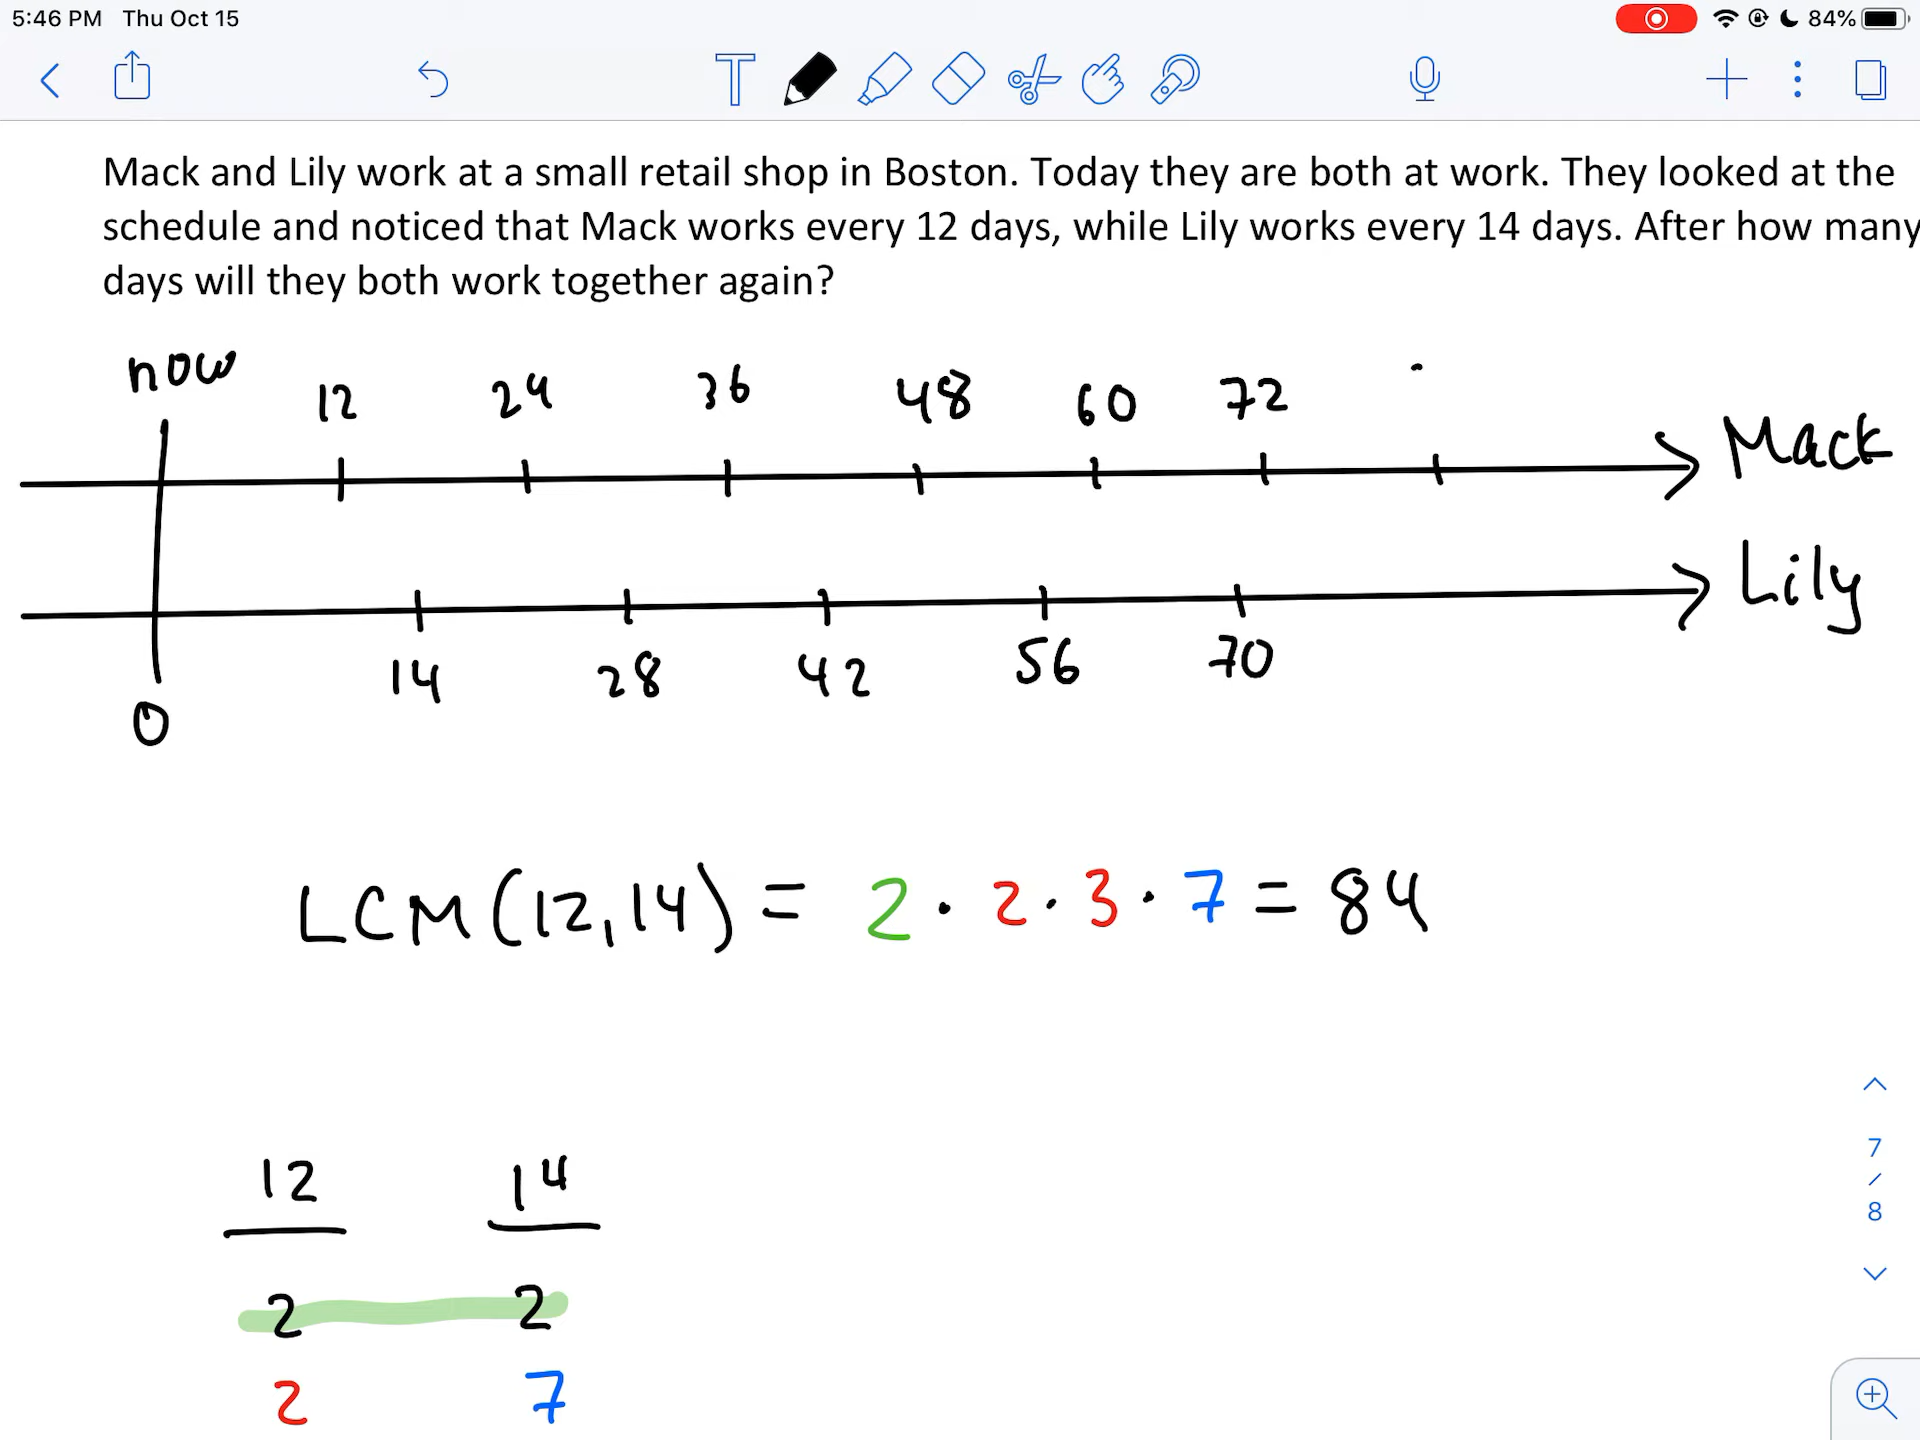 5:46 PM Thu Oct 15
84%
T
Mack and Lily work at a small retail shop in Boston. Today they are both at work. They looked at the
schedule and noticed that Mack works every 12 days, while Lily works every 14 days. After how many
days will they both work together again?
now
12 24 36 48 60 72
Mack
Lily
14 28 42 56 70
0
LCM(12,14) = 2 · 2 · 3 · 7 = 84
7
/
8
12 14
2 2
2 7